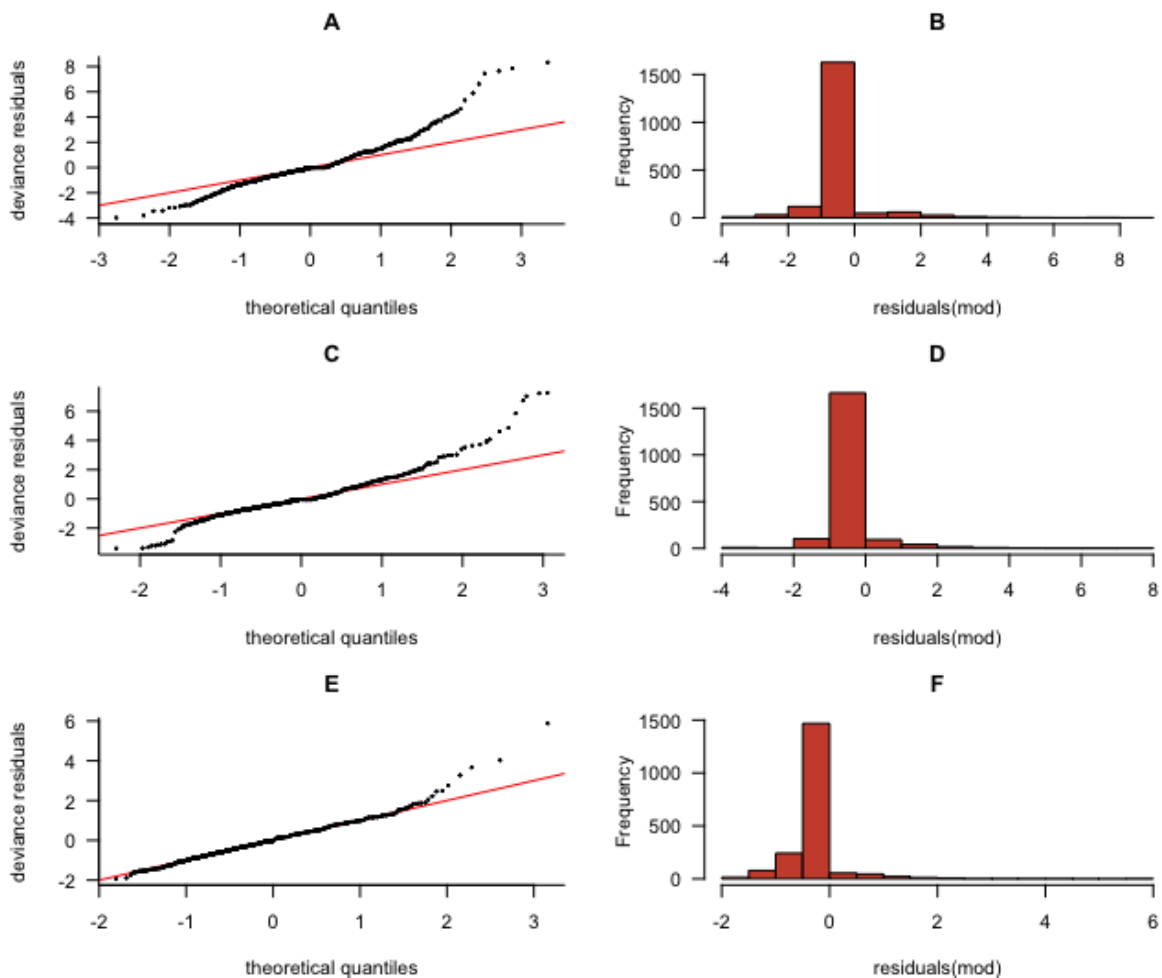 A
deviance residuals
8
6
4
2
0
-2
-4
-3 -2 -1 0 1 2 3
theoretical quantiles
B
Frequency
1500
1000
500
0
-4 -2 0 2 4 6 8
residuals(mod)
C
deviance residuals
6
4
2
0
-2
-2 -1 0 1 2 3
theoretical quantiles
D
Frequency
1500
1000
500
0
-4 -2 0 2 4 6 8
residuals(mod)
E
deviance residuals
6
4
2
0
-2
-2 -1 0 1 2 3
theoretical quantiles
F
Frequency
1500
1000
500
0
-2 0 2 4 6
residuals(mod)